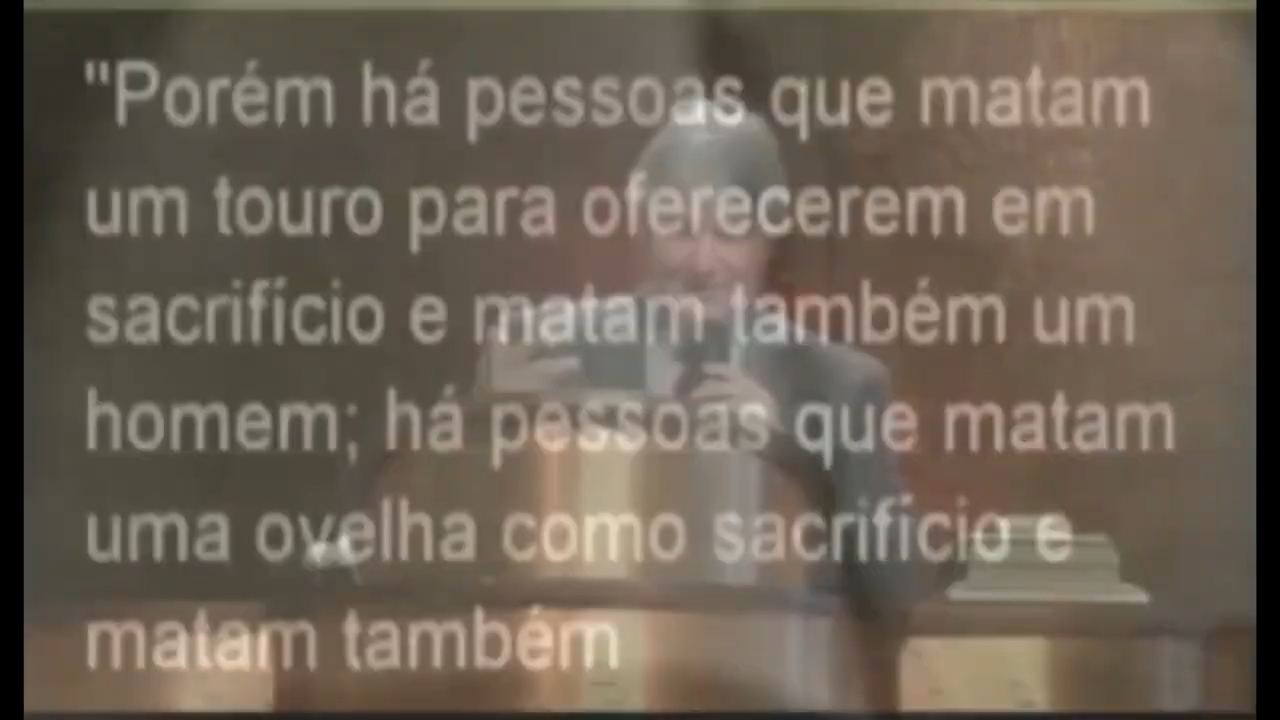 "Porém há pessoas que matam
um touro para oferecerem em
sacrifício e matam também um
homem; há pessoas que matam
uma ovelha como sacrifício e
matam também